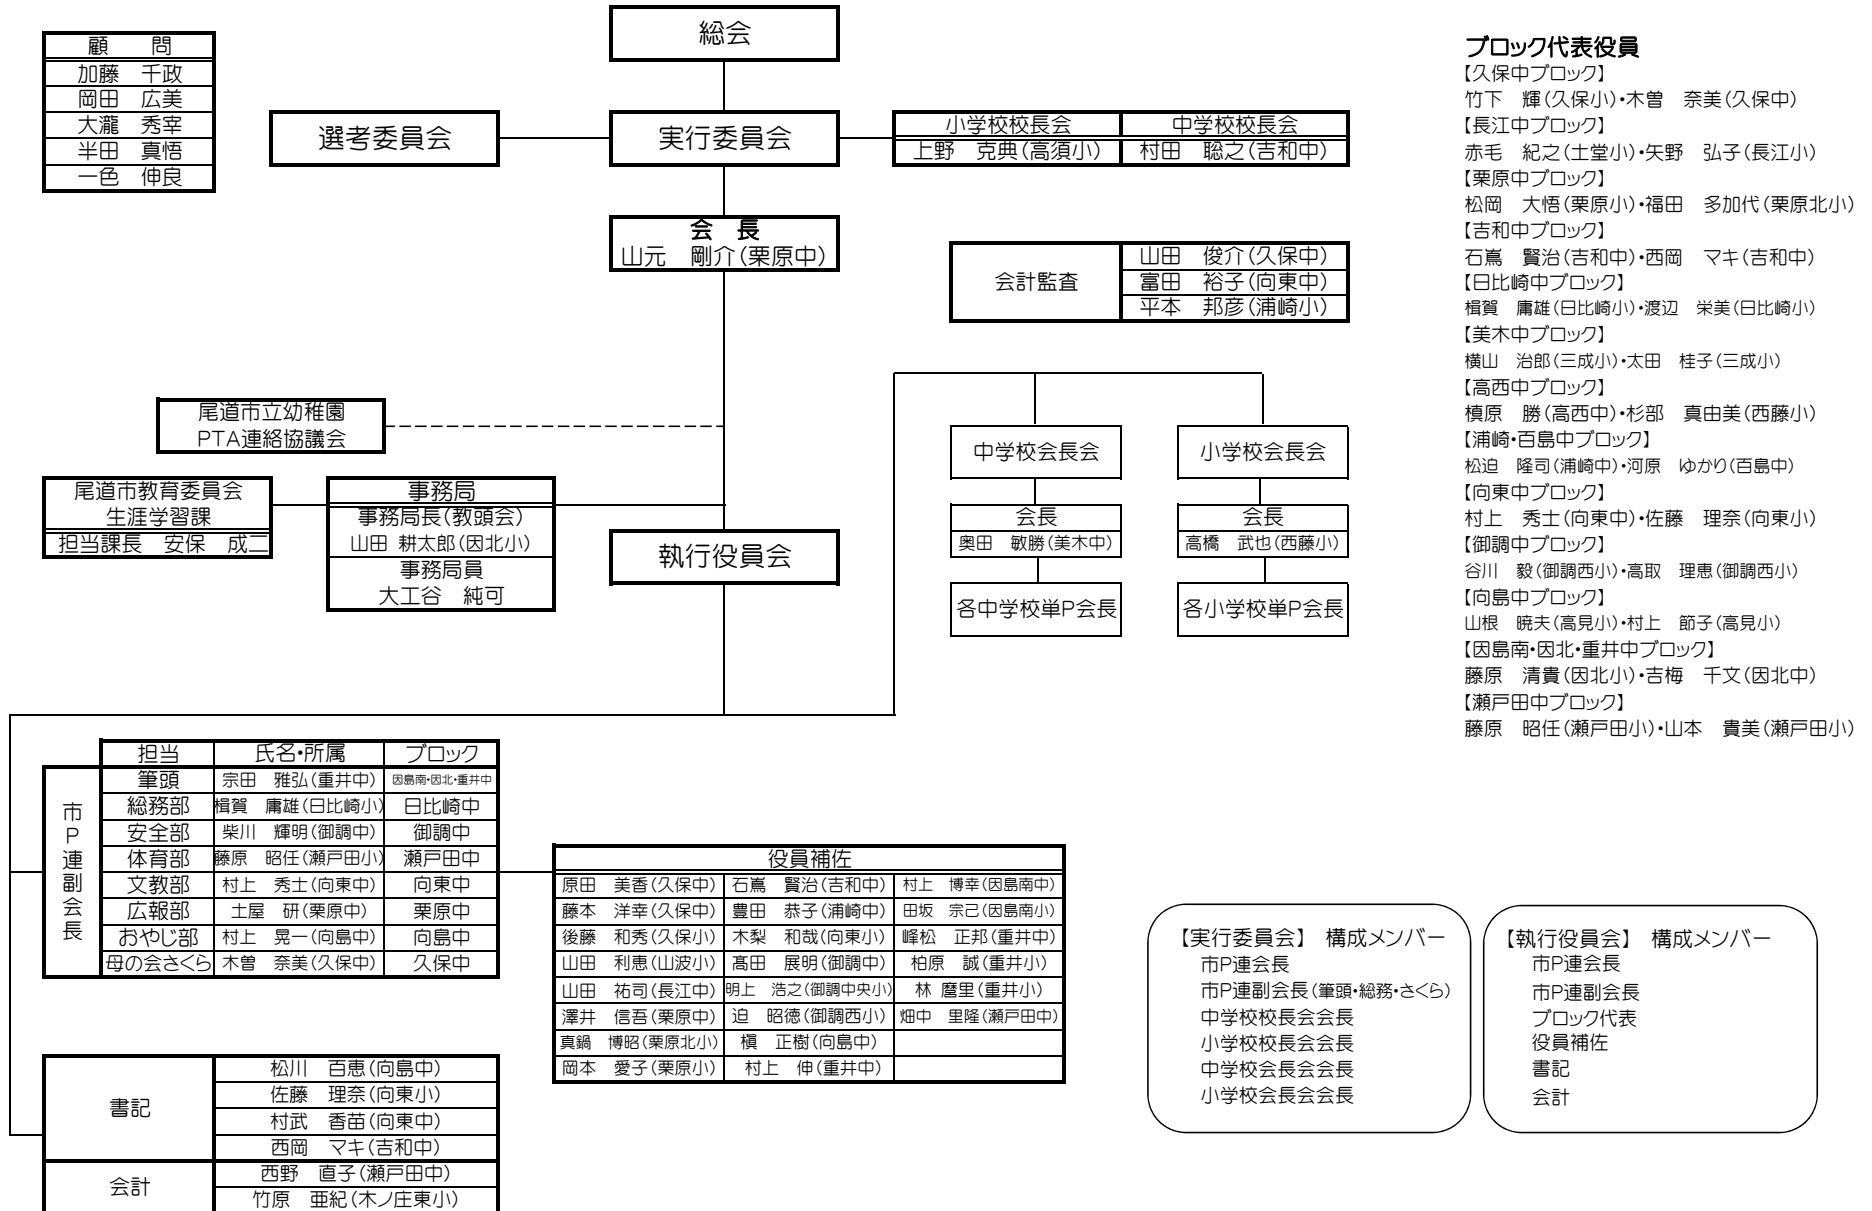 総会
顧　問
加藤　千政
岡田　広美
大瀧　秀宰
半田　真悟
一色　伸良
選考委員会
実行委員会
小学校校長会　中学校校長会
上野　克典(高須小)　村田　聡之(吉和中)
会　長
山元　剛介(栗原中)
会計監査
山田　俊介(久保中)
富田　裕子(向東中)
平本　邦彦(浦崎小)
尾道市立幼稚園
PTA連絡協議会
尾道市教育委員会
生涯学習課
担当課長　安保　成二
事務局
事務局長(教頭会)
山田 耕太郎(因北小)
事務局員
大工谷　純可
執行役員会
中学校会長会
会長
奥田　敏勝(美木中)
各中学校単P会長
小学校会長会
会長
高橋　武也(西藤小)
各小学校単P会長
ブロック代表役員
【久保中ブロック】
竹下　輝(久保小)・木曽　奈美(久保中)
【長江中ブロック】
赤毛　紀之(土堂小)・矢野　弘子(長江小)
【栗原中ブロック】
松岡　大悟(栗原小)・福田　多加代(栗原北小)
【吉和中ブロック】
石嶌　賢治(吉和中)・西岡　マキ(吉和中)
【日比崎中ブロック】
楫賀　庸雄(日比崎小)・渡辺　栄美(日比崎小)
【美木中ブロック】
横山　治郎(三成小)・太田　桂子(三成小)
【高西中ブロック】
槙原　勝(高西中)・杉部　真由美(西藤小)
【浦崎・百島中ブロック】
松迫　隆司(浦崎中)・河原　ゆかり(百島中)
【向東中ブロック】
村上　秀士(向東中)・佐藤　理奈(向東小)
【御調中ブロック】
谷川　毅(御調西小)・高取　理恵(御調西小)
【向島中ブロック】
山根　暁夫(高見小)・村上　節子(高見小)
【因島南・因北・重井中ブロック】
藤原　清貴(因北小)・吉梅　千文(因北中)
【瀬戸田中ブロック】
藤原　昭任(瀬戸田小)・山本　貴美(瀬戸田小)
担当　氏名・所属　ブロック
市P連副会長
筆頭　宗田　雅弘(重井中)　因島南・因北・重井中
総務部　楫賀　庸雄(日比崎小)　日比崎中
安全部　柴川　輝明(御調中)　御調中
体育部　藤原　昭任(瀬戸田小)　瀬戸田中
文教部　村上　秀士(向東中)　向東中
広報部　土屋　研(栗原中)　栗原中
おやじ部　村上　晃一(向島中)　向島中
母の会さくら　木曽　奈美(久保中)　久保中
役員補佐
原田　美香(久保中)　石嶌　賢治(吉和中)　村上　博幸(因島南中)
藤本　洋幸(久保中)　豊田　恭子(浦崎中)　田坂　宗己(因島南小)
後藤　和秀(久保小)　木梨　和哉(向東小)　峰松　正邦(重井中)
山田　利恵(山波小)　髙田　展明(御調中)　柏原　誠(重井小)
山田　祐司(長江中)　明上　浩之(御調中央小)　林 麿里(重井小)
澤井　信吾(栗原中)　迫　昭徳(御調西小)　畑中　里隆(瀬戸田中)
真鍋　博昭(栗原北小)　槇　正樹(向島中)
岡本　愛子(栗原小)　村上　伸(重井中)
書記
松川　百恵(向島中)
佐藤　理奈(向東小)
村武　香苗(向東中)
西岡　マキ(吉和中)
会計
西野　直子(瀬戸田中)
竹原　亜紀(木ノ庄東小)
【実行委員会】　構成メンバー
市P連会長
市P連副会長(筆頭・総務・さくら)
中学校校長会会長
小学校校長会会長
中学校会長会会長
小学校会長会会長
【執行役員会】　構成メンバー
市P連会長
市P連副会長
ブロック代表
役員補佐
書記
会計